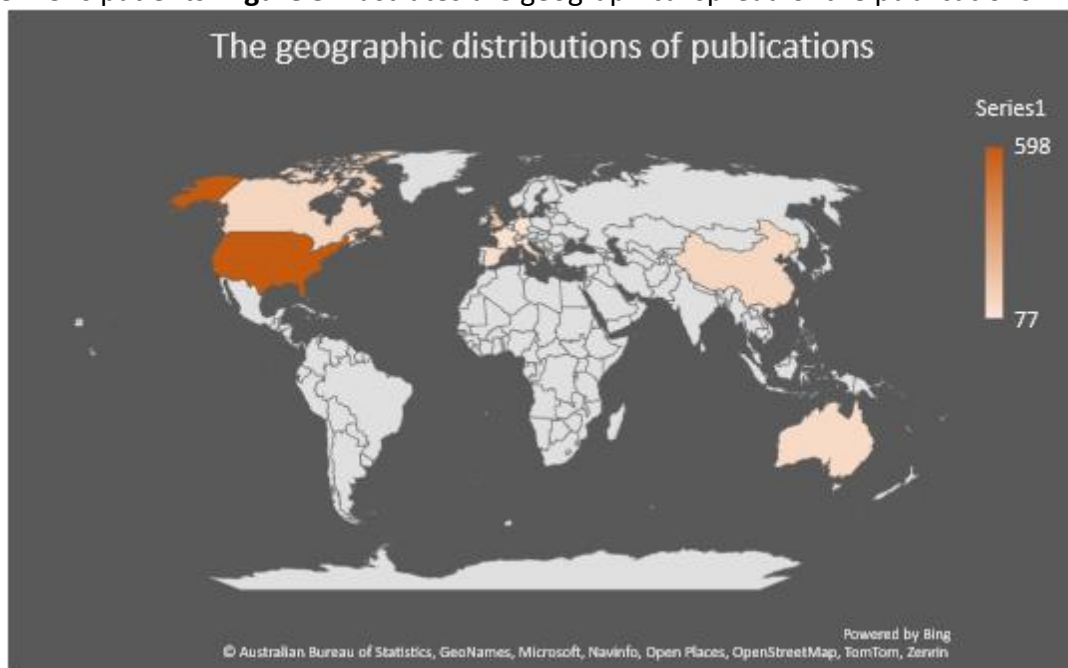 The geographic distributions of publications
Series1
598
77
Powered by Bing
© Australian Bureau of Statistics, GeoNames, Microsoft, Navinfo, Open Places, OpenStreetMap, TomTom, Zenrin